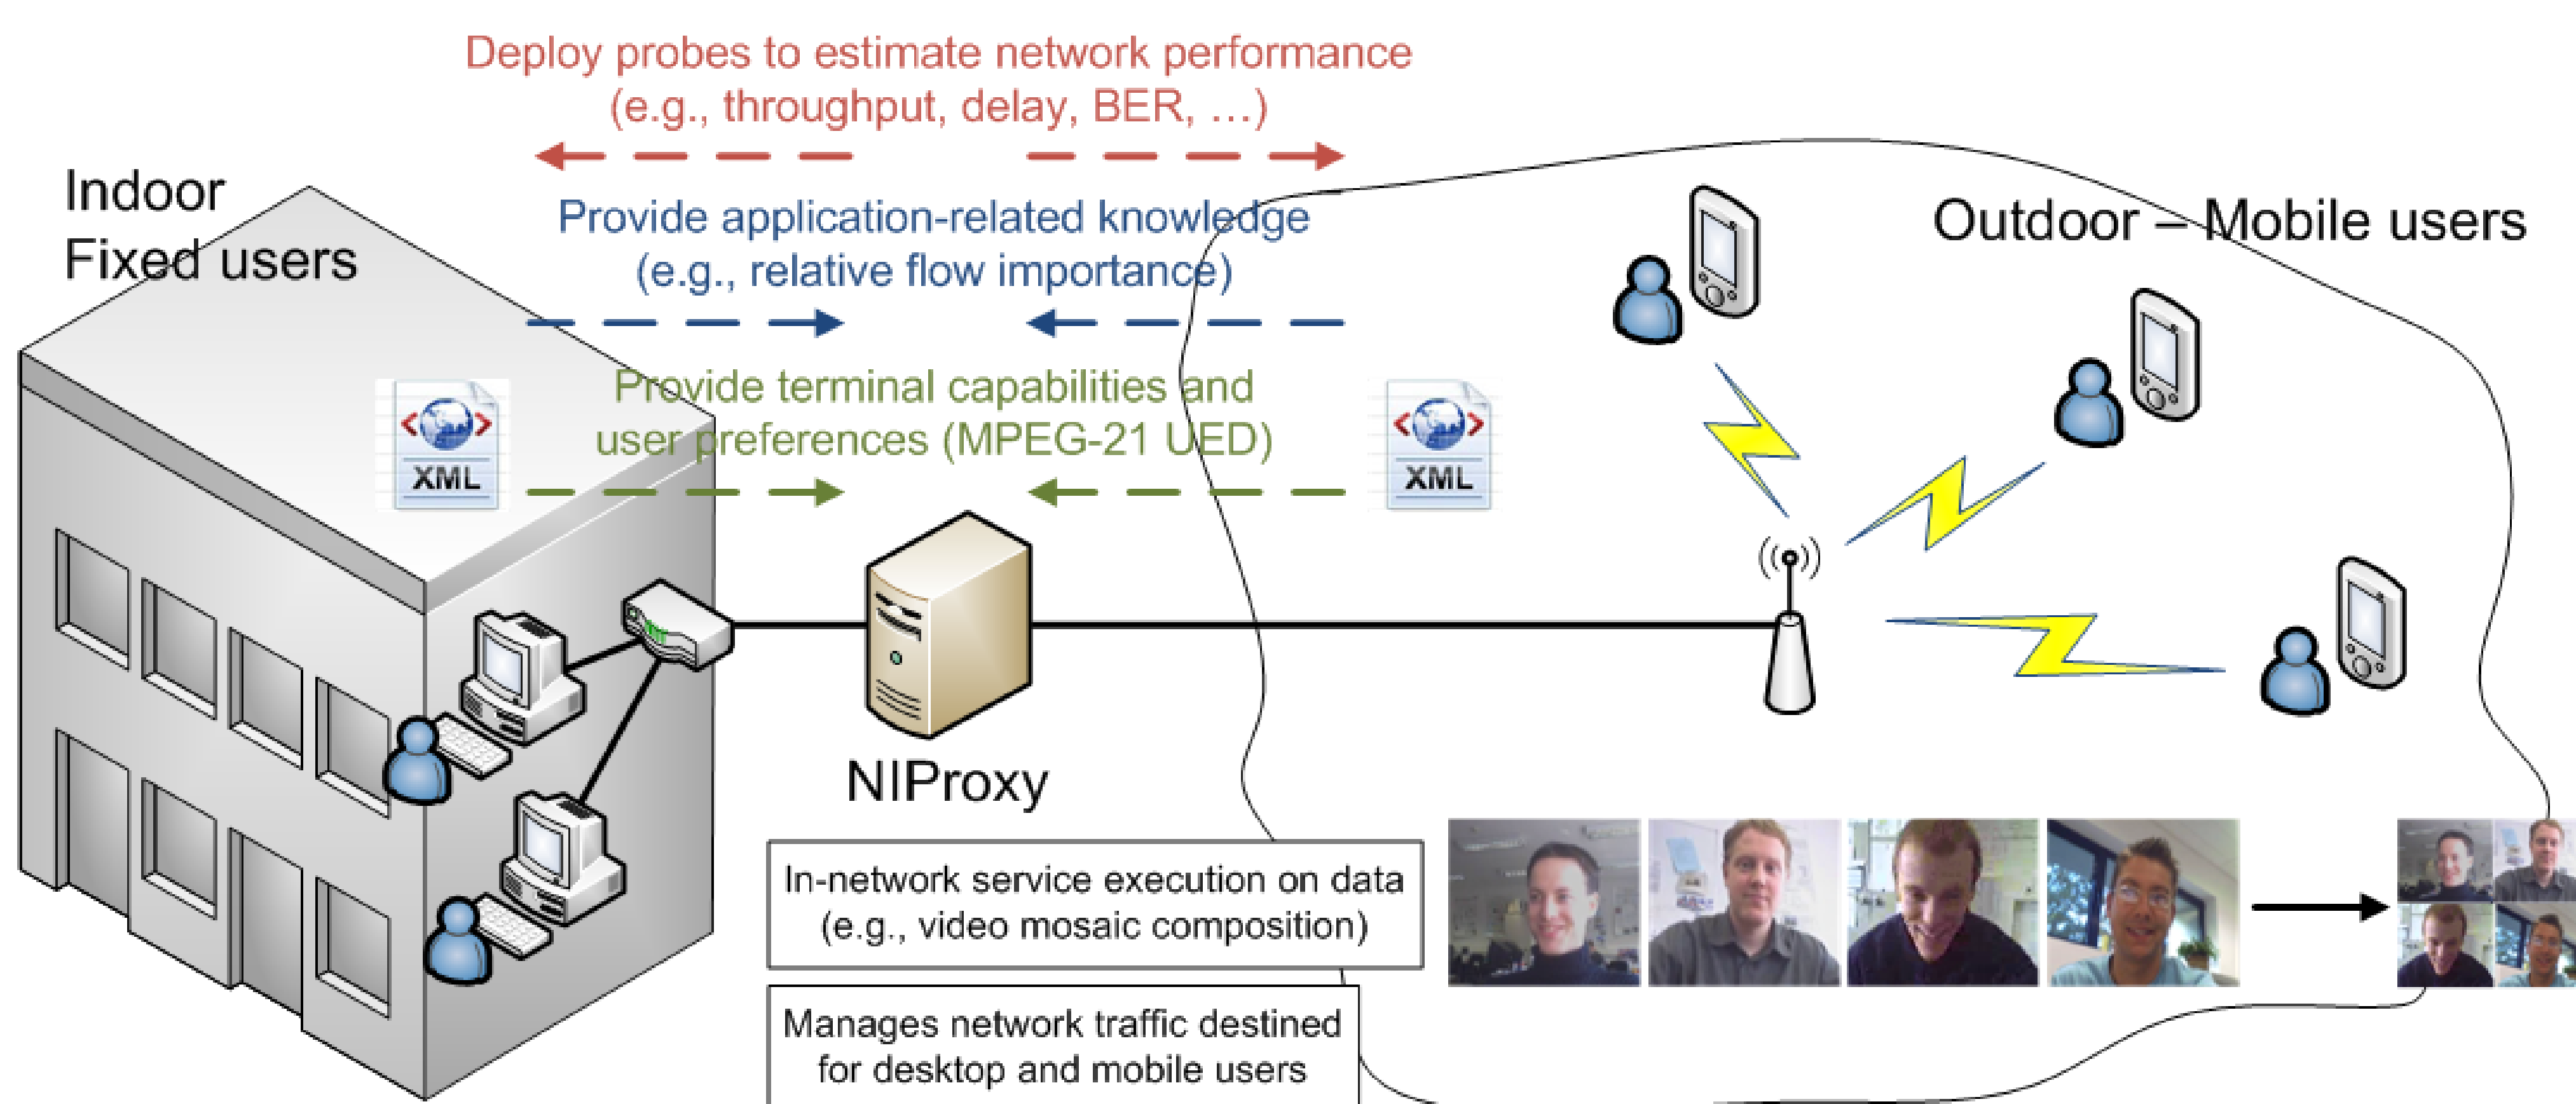 Deploy probes to estimate network performance
(e.g., throughput, delay, BER, …)
Indoor
Fixed users
Provide application-related knowledge
(e.g., relative flow importance)
Outdoor – Mobile users
Provide terminal capabilities and
user preferences (MPEG-21 UED)
XML
XML
NIProxy
In-network service execution on data
(e.g., video mosaic composition)
Manages network traffic destined
for desktop and mobile users